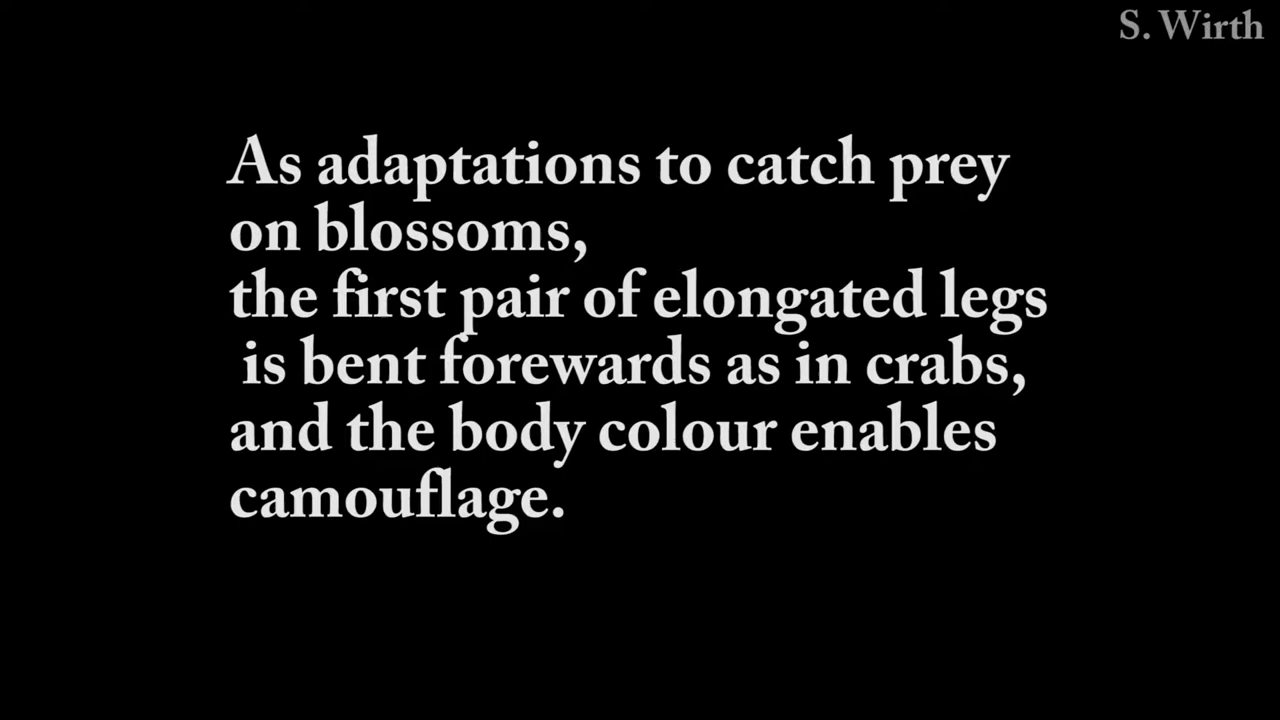 S. Wirth
As adaptations to catch prey
on blossoms,
the first pair of elongated legs
is bent forewards as in crabs,
and the body colour enables
camouflage.